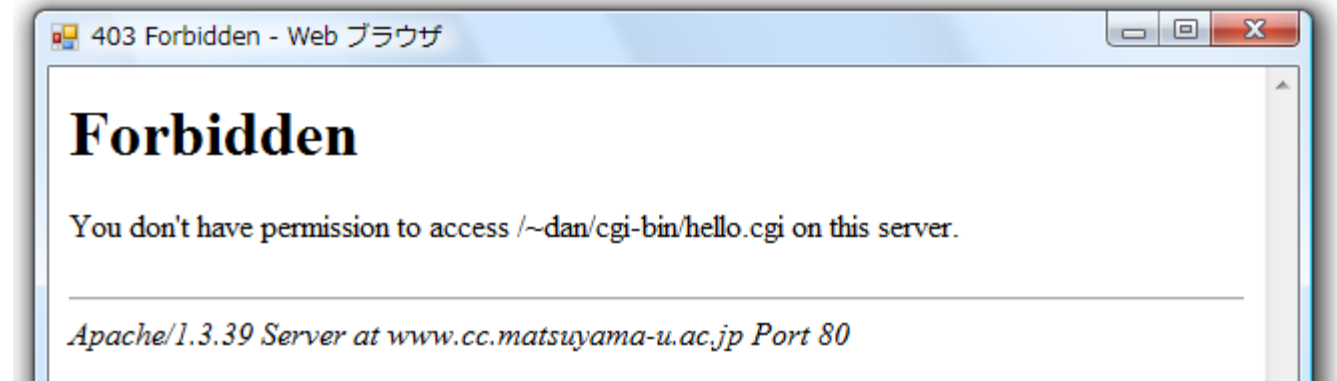 403 Forbidden - Web ブラウザ
Forbidden
You don't have permission to access /~dan/cgi-bin/hello.cgi on this server.
Apache/1.3.39 Server at www.cc.matsuyama-u.ac.jp Port 80